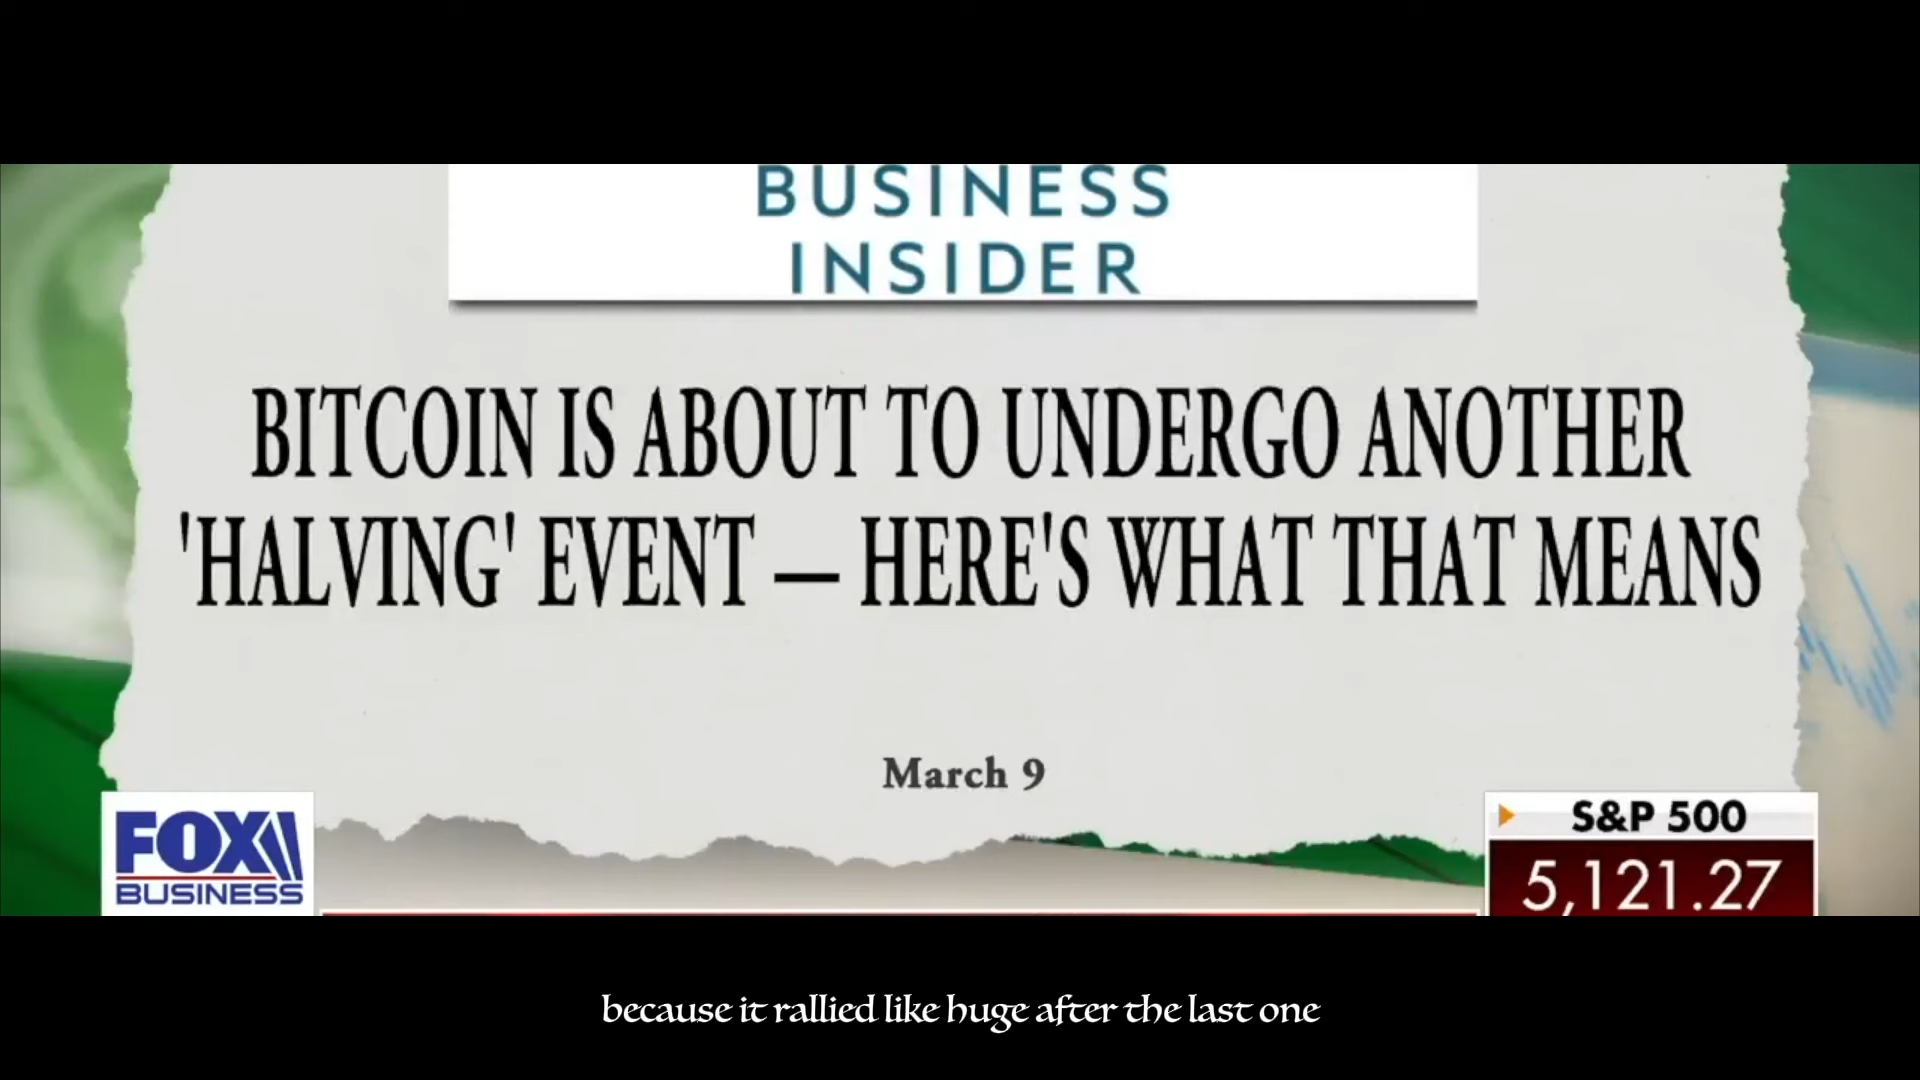 BUSINESS
INSIDER
BITCOIN IS ABOUT TO UNDERGO ANOTHER
'HALVING' EVENT — HERE'S WHAT THAT MEANS
March 9
FOX
BUSINESS
S&P 500
5,121.27
because it rallied like huge after the last one